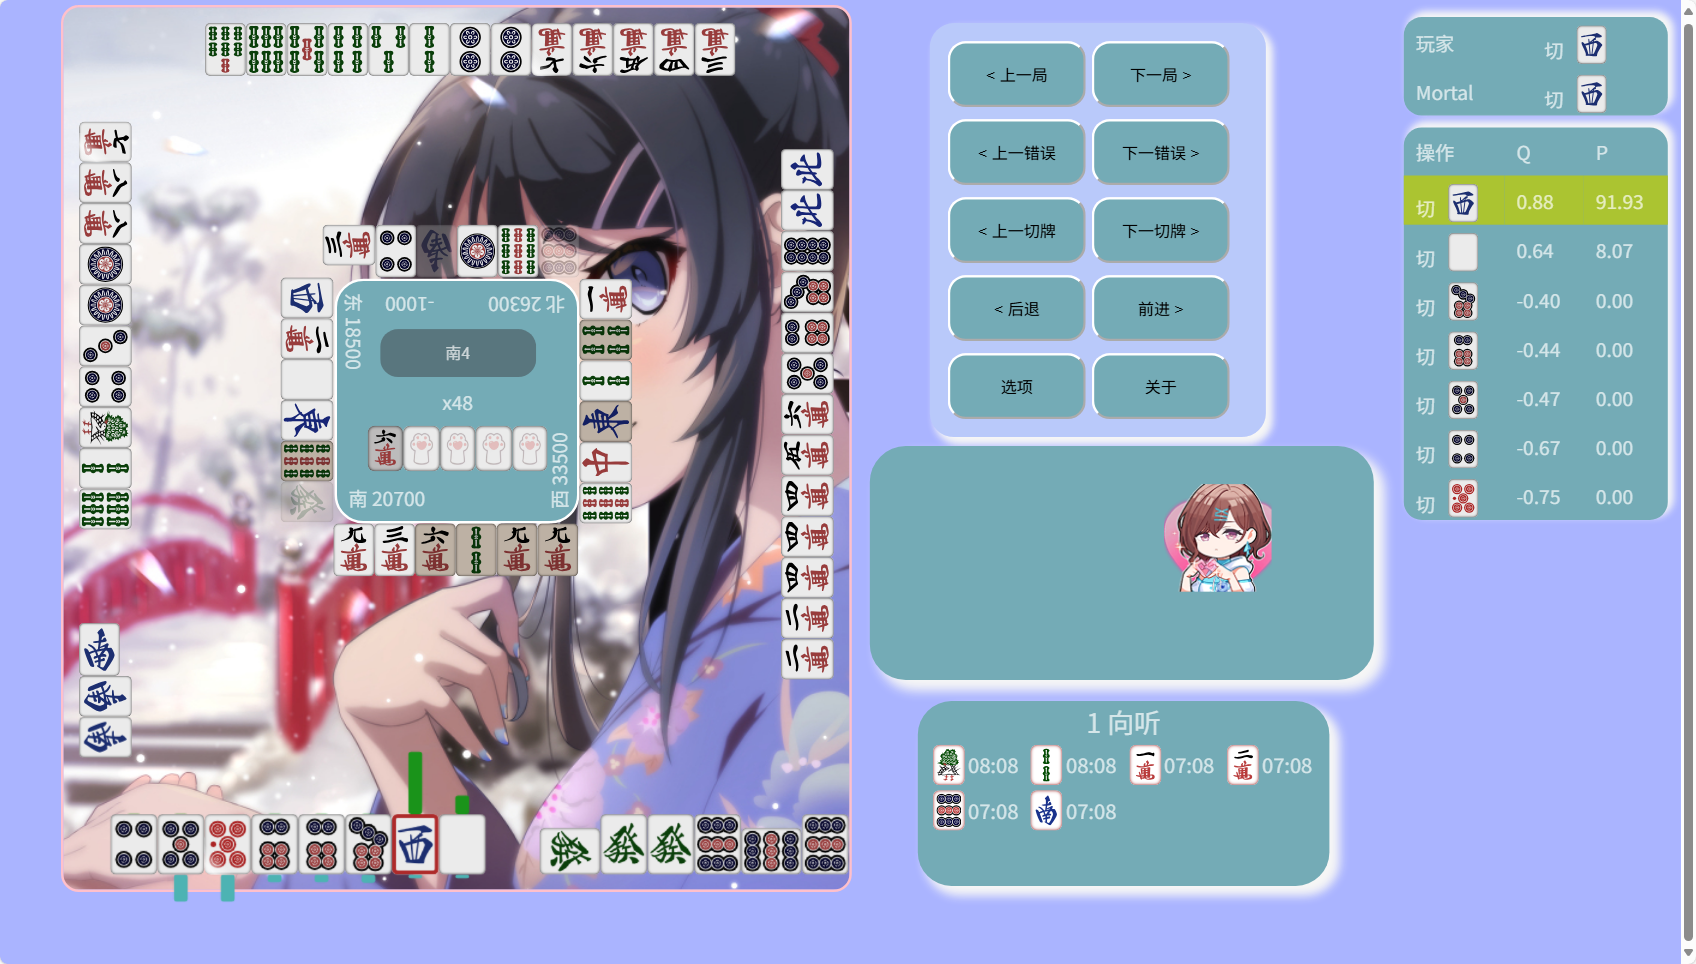 < 上一局
下一局 >
< 上一错误
下一错误 >
< 上一切牌
下一切牌 >
< 后退
前进 >
选项
关于
东 18500
-1000
北 26300
南4
x48
南 20700
西 33500
玩家 切
Mortal 切
操作 Q P
切 0.88 91.93
切 0.64 8.07
切 -0.40 0.00
切 -0.44 0.00
切 -0.47 0.00
切 -0.67 0.00
切 -0.75 0.00
1 向听
08:08 08:08 07:08 07:08
07:08 07:08